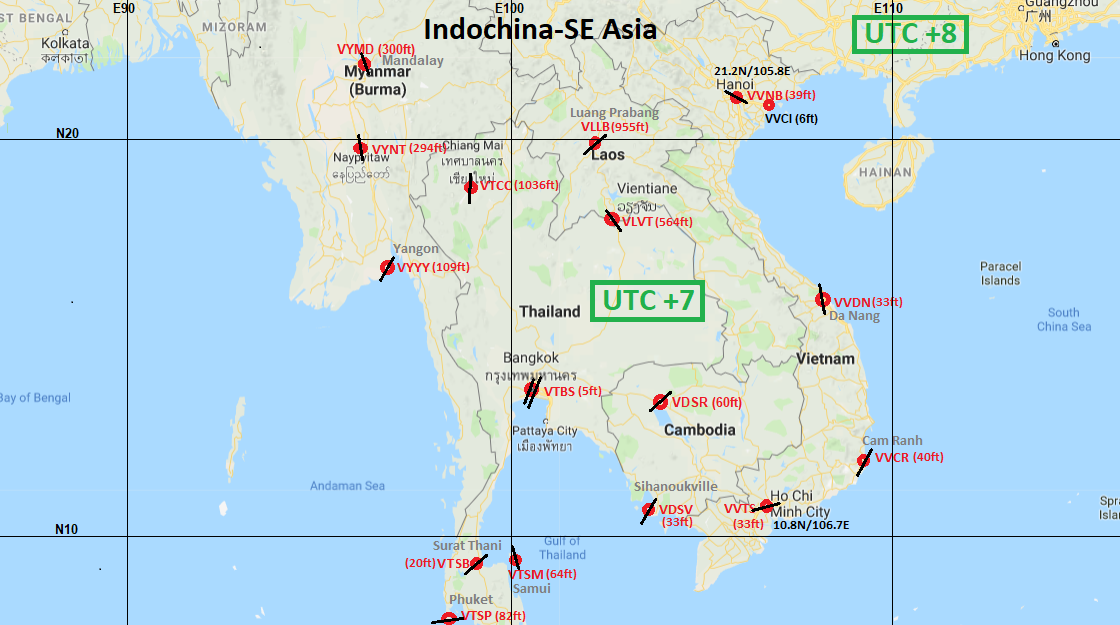 E90
E100
E110
Indochina-SE Asia
UTC +8
ST BENGAL
MIZORAM
Guangzhou
广州
Kolkata
কলকাতা
Hong Kong
VYMD (300ft)
Mandalay
Myanmar
(Burma)
21.2N/105.8E
Hanoi
VVNB (39ft)
VVCI (6ft)
Luang Prabang
VLLB(955ft)
Laos
N20
VYNT (294ft)
Naypyitaw
နေပြည်တော်
Chiang Mai
เทศบาลนคร
เชียงใหม่
VTCC (1036ft)
HAINAN
Vientiane
ວຽງຈັນ
VLVT (564ft)
Yangon
VYYY (109ft)
UTC +7
Thailand
Paracel
Islands
South
China Sea
VVDN (33ft)
Da Nang
Vietnam
Bangkok
กรุงเทพมหานคร
VTBS (5ft)
Bay of Bengal
VDSR (60ft)
Cambodia
Pattaya City
เมืองพัทยา
Cam Ranh
VVCR (40ft)
Andaman Sea
Sihanoukville
VDSV
(33ft)
VVTS
(33ft)
Ho Chi
Minh City
10.8N/106.7E
N10
Surat Thani
(20ft) VTSB
Gulf of
Thailand
VTSM (64ft)
Samui
Phuket
VTSP (82ft)